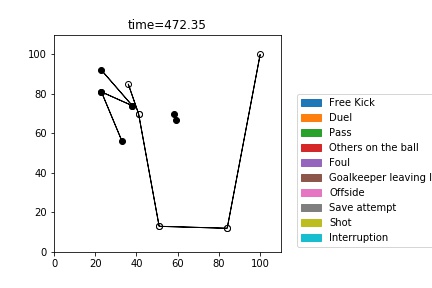 time=472.35
100
80
60
40
20
0
0 20 40 60 80 100
Free Kick
Duel
Pass
Others on the ball
Foul
Goalkeeper leaving l
Offside
Save attempt
Shot
Interruption